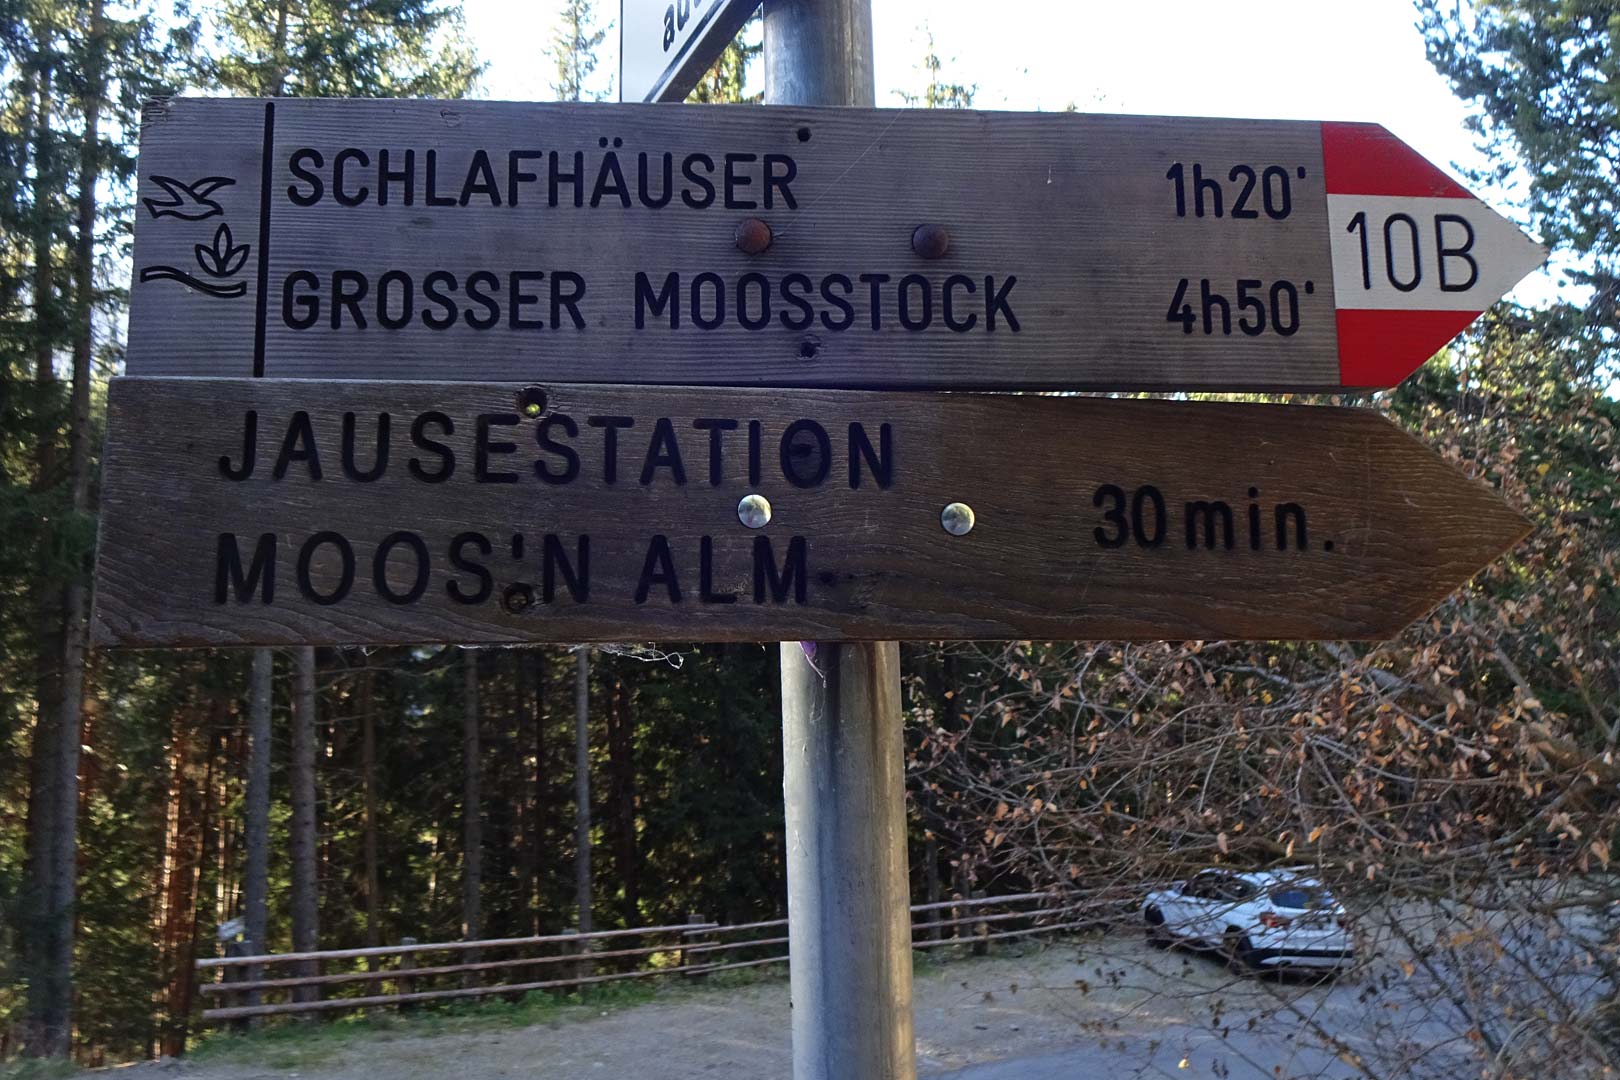 SCHLAFHÄUSER 1h20'
GROSSER MOOSSTOCK 4h50'
10B
JAUSESTATION
MOOS'N ALM
30 min.